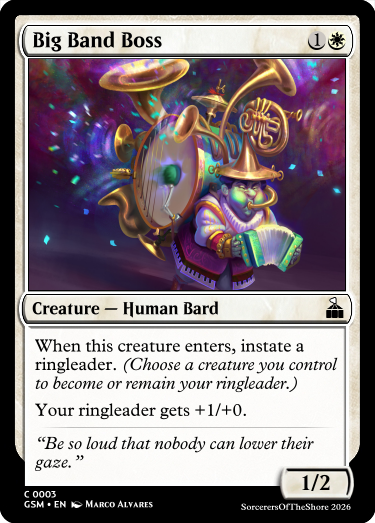 Big Band Boss 1
Creature — Human Bard
When this creature enters, instate a
ringleader. (Choose a creature you control
to become or remain your ringleader.)
Your ringleader gets +1/+0.
“Be so loud that nobody can lower their
gaze.”
1/2
C 0003
GSM • EN Marco Alvares
SorcerersOfTheShore 2026